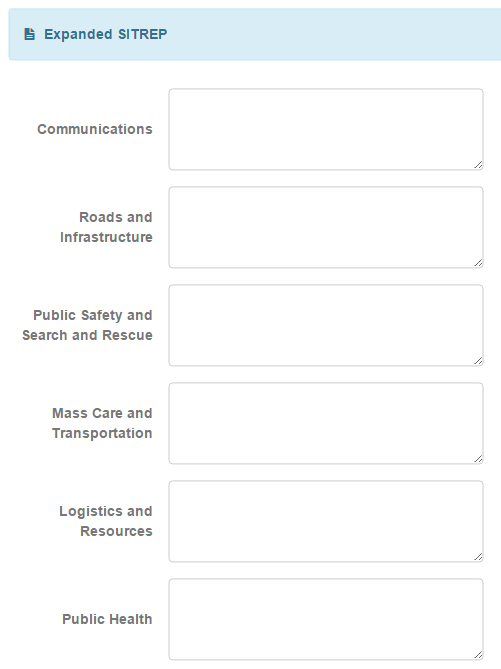 Expanded SITREP
Communications
Roads and
Infrastructure
Public Safety and
Search and Rescue
Mass Care and
Transportation
Logistics and
Resources
Public Health